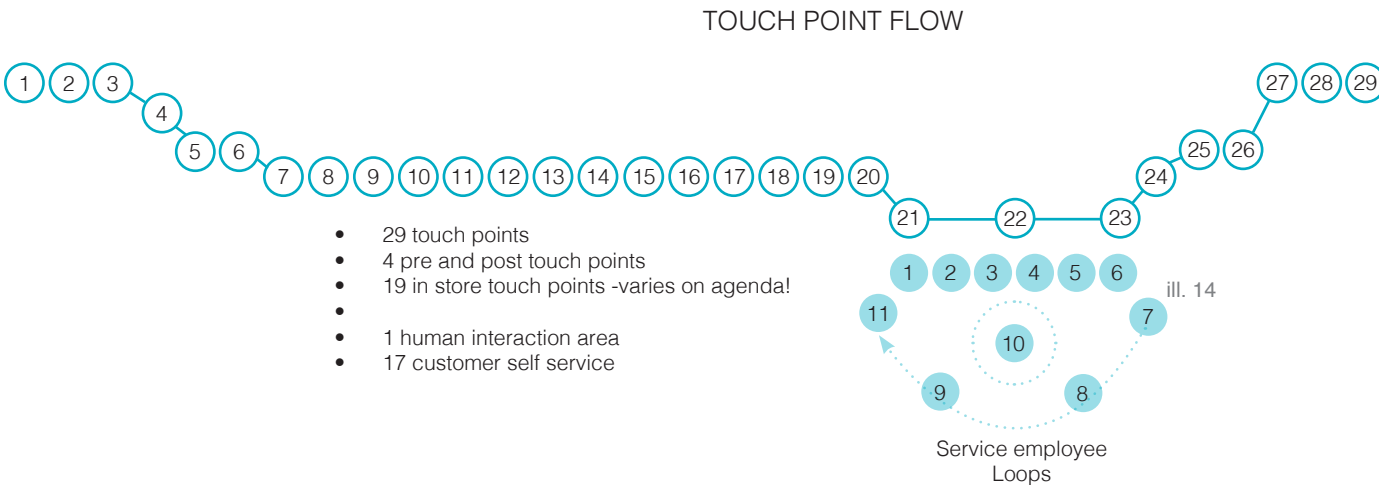 TOUCH POINT FLOW
1 2 3 27 28 29
4
5 6 25 26
7 8 9 10 11 12 13 14 15 16 17 18 19 20 24
21 22 23
• 29 touch points
• 4 pre and post touch points
• 19 in store touch points -varies on agenda!
•
• 1 human interaction area
• 17 customer self service
1 2 3 4 5 6
ill. 14
11 7
10
9 8
Service employee
Loops